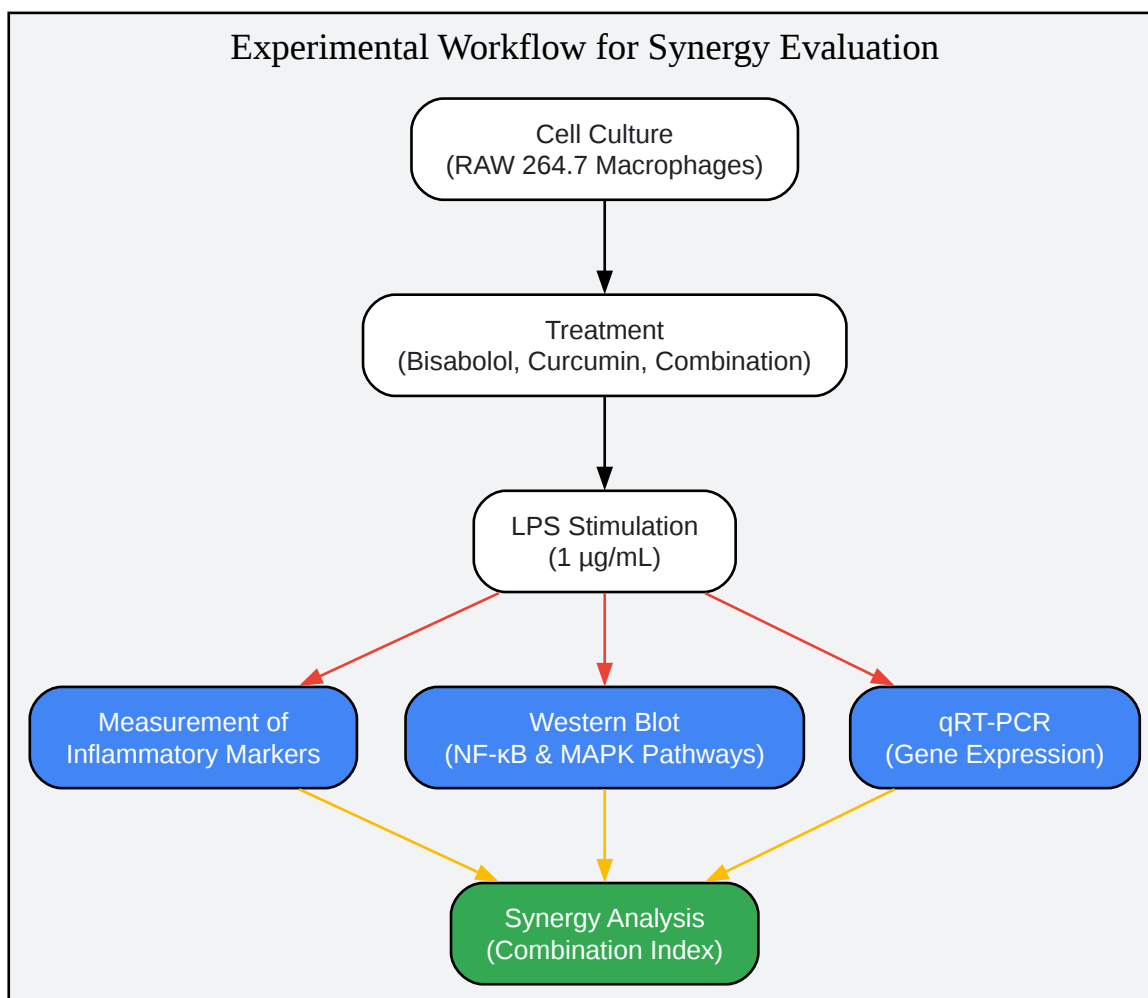 Experimental Workflow for Synergy Evaluation
Cell Culture
(RAW 264.7 Macrophages)
Treatment
(Bisabolol, Curcumin, Combination)
LPS Stimulation
(1 µg/mL)
Measurement of
Inflammatory Markers
Western Blot
(NF-κB & MAPK Pathways)
qRT-PCR
(Gene Expression)
Synergy Analysis
(Combination Index)